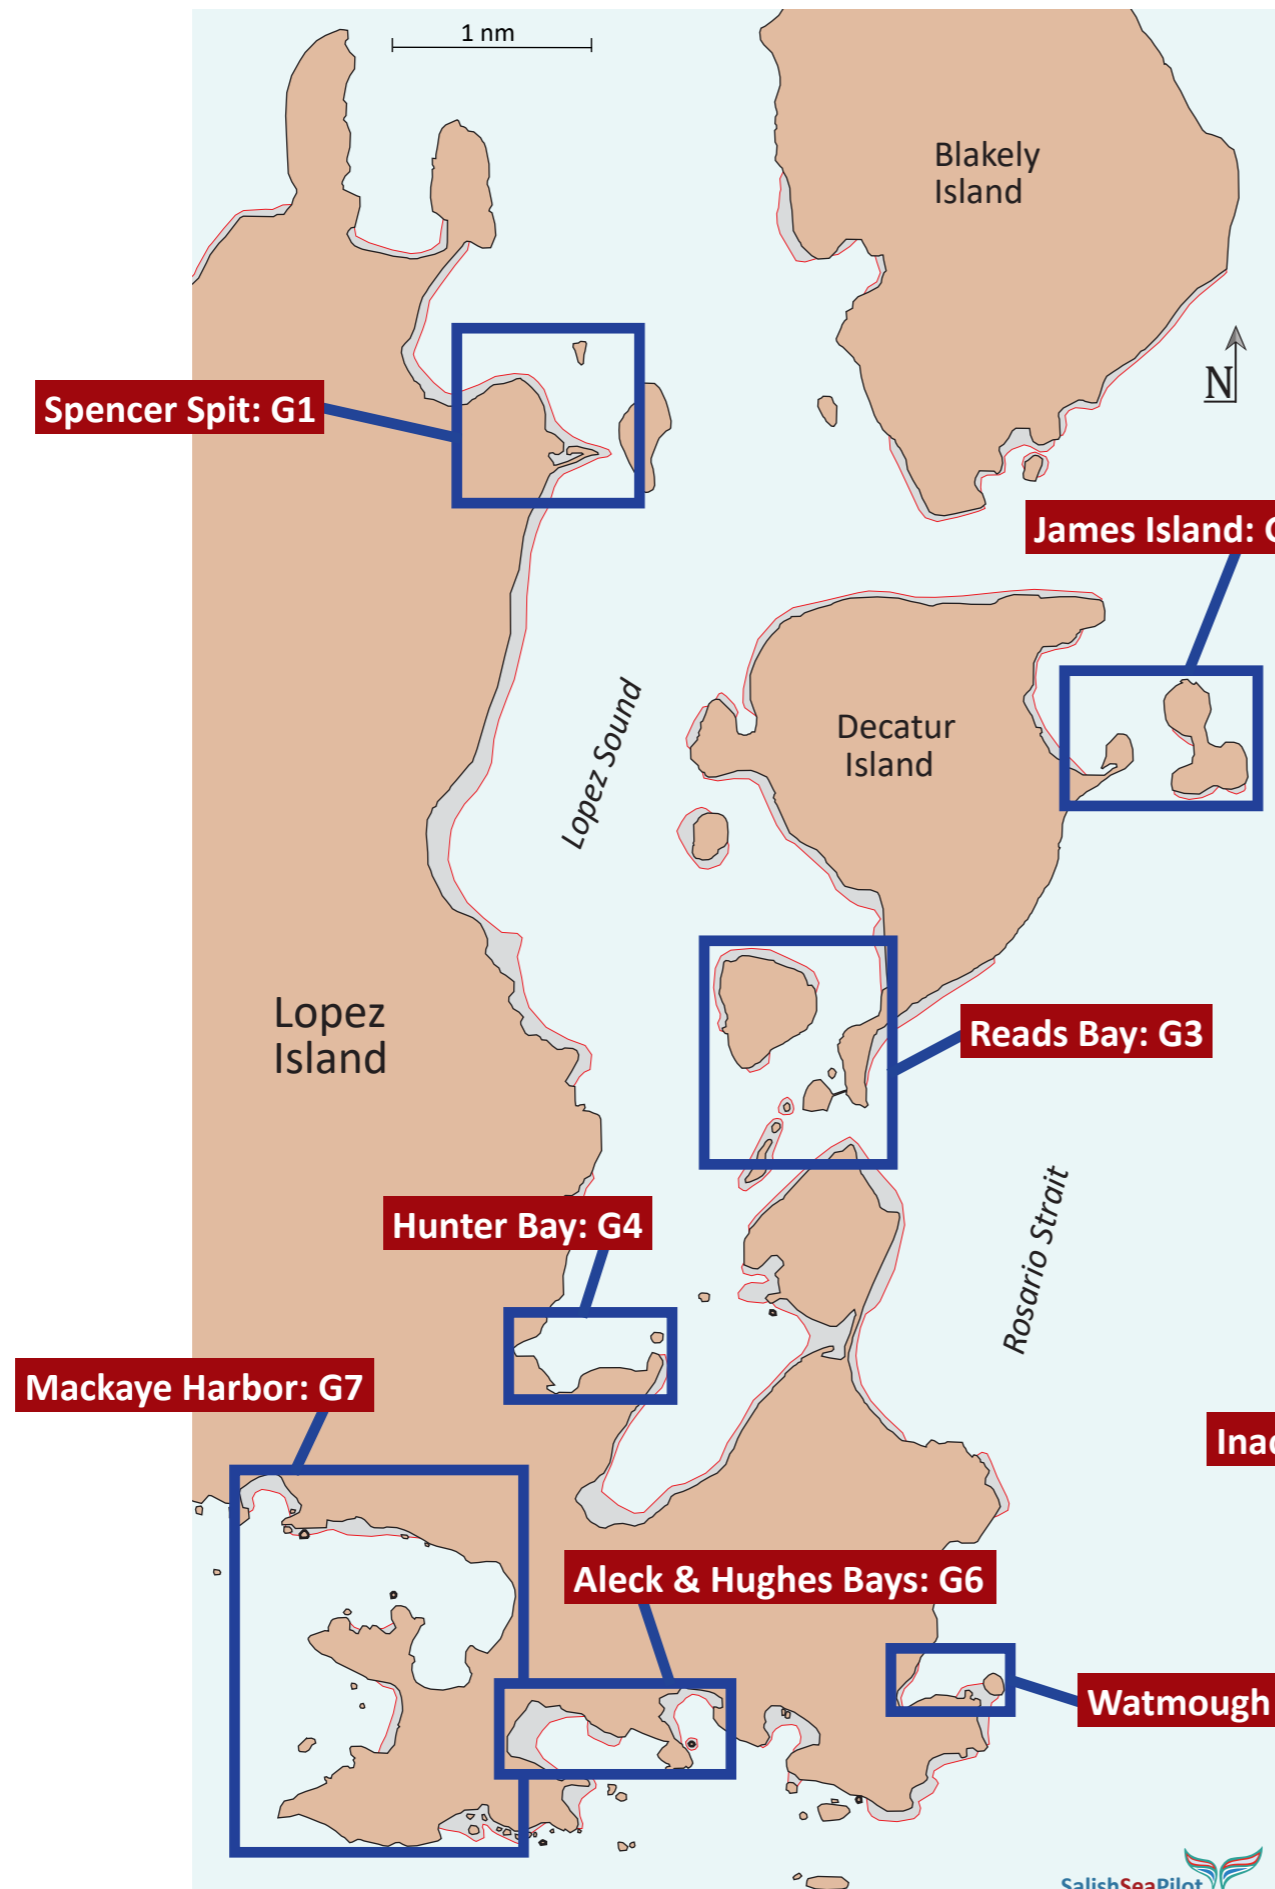 1 nm
Blakely
Island
N
Spencer Spit: G1
James Island:
Lopez Sound
Decatur
Island
Lopez
Island
Reads Bay: G3
Rosario Strait
Hunter Bay: G4
Mackaye Harbor: G7
Aleck & Hughes Bays: G6
Watmough
SalishSeaPilot